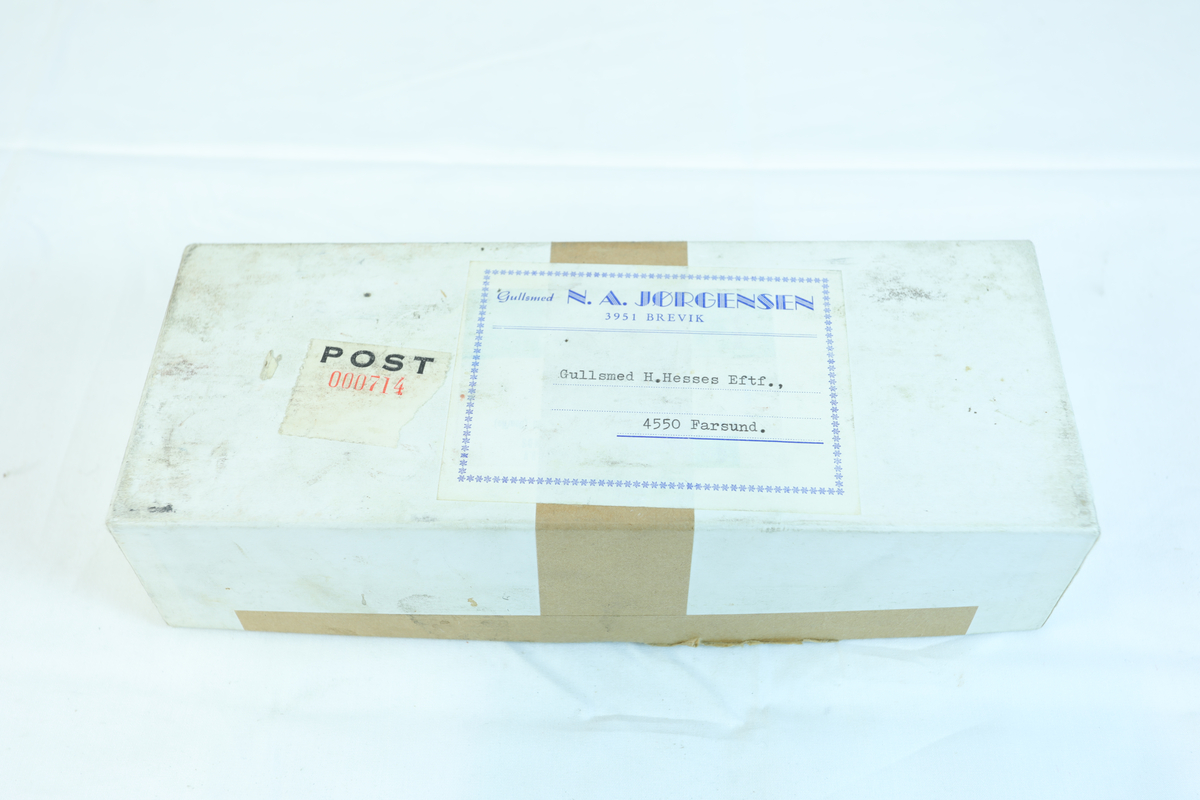 POST
000714
Gullsmed N. A. JØRGENSEN
3951 BREVIK
Gullsmed H.Hesses Eftf.,
4550 Farsund.